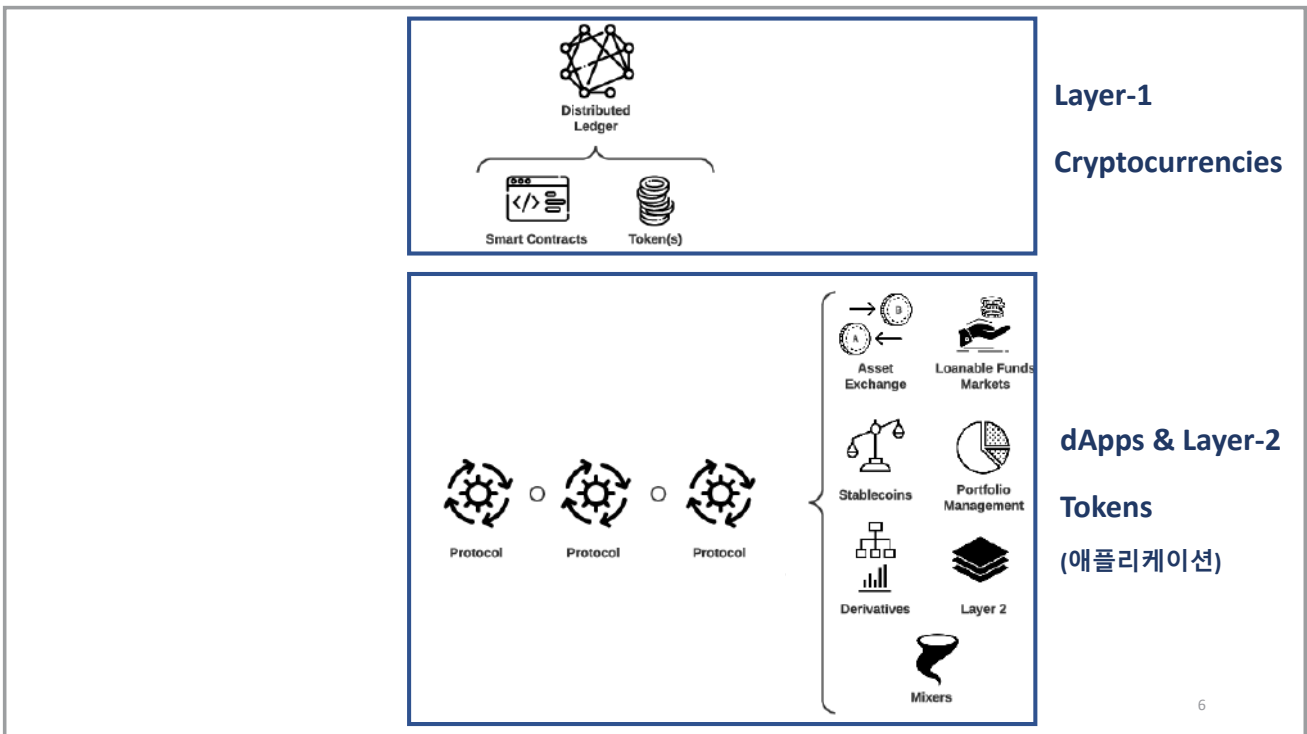 Distributed
Ledger
</>
Smart Contracts
Token(s)
Layer-1
Cryptocurrencies
B
A
Asset
Exchange
Loanable Funds
Markets
Stablecoins
Portfolio
Management
Protocol
Protocol
Protocol
Derivatives
Layer 2
Mixers
dApps & Layer-2
Tokens
(애플리케이션)
6